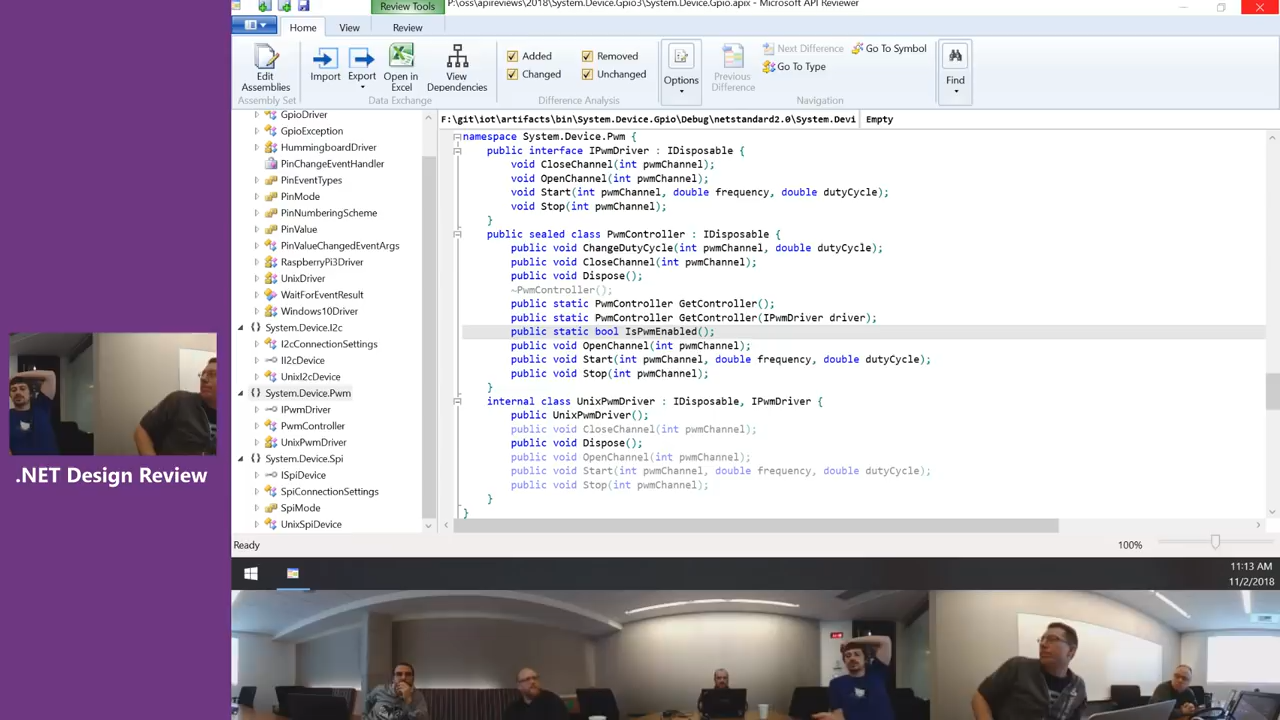 Review Tools
P:\oss\apireviews\2018\System.Device.Gpio3\System.Device.Gpio.apix - Microsoft API Reviewer
Home View Review
Edit Assemblies
Import
Export
Open in Excel
View Dependencies
Added
Removed
Changed
Unchanged
Options
Previous Difference
Next Difference
Go To Symbol
Go To Type
Find
Assembly Set
Data Exchange
Difference Analysis
Navigation
GpioDriver
GpioException
HummingboardDriver
PinChangeEventHandler
PinEventTypes
PinMode
PinNumberingScheme
PinValue
PinValueChangedEventArgs
RaspberryPi3Driver
UnixDriver
WaitForEventResult
Windows10Driver
System.Device.I2c
I2cConnectionSettings
II2cDevice
UnixI2cDevice
System.Device.Pwm
IPwmDriver
PwmController
UnixPwmDriver
System.Device.Spi
ISpiDevice
SpiConnectionSettings
SpiMode
UnixSpiDevice
F:\git\iot\artifacts\bin\System.Device.Gpio\Debug\netstandard2.0\System.Devi
Empty
namespace System.Device.Pwm {
public interface IPwmDriver : IDisposable {
void CloseChannel(int pwmChannel);
void OpenChannel(int pwmChannel);
void Start(int pwmChannel, double frequency, double dutyCycle);
void Stop(int pwmChannel);
}
public sealed class PwmController : IDisposable {
public void ChangeDutyCycle(int pwmChannel, double dutyCycle);
public void CloseChannel(int pwmChannel);
public void Dispose();
~PwmController();
public static PwmController GetController();
public static PwmController GetController(IPwmDriver driver);
public static bool IsPwmEnabled();
public void OpenChannel(int pwmChannel);
public void Start(int pwmChannel, double frequency, double dutyCycle);
public void Stop(int pwmChannel);
}
internal class UnixPwmDriver : IDisposable, IPwmDriver {
public UnixPwmDriver();
public void CloseChannel(int pwmChannel);
public void Dispose();
public void OpenChannel(int pwmChannel);
public void Start(int pwmChannel, double frequency, double dutyCycle);
public void Stop(int pwmChannel);
}
}
.NET Design Review
Ready
100%
11:13 AM
11/2/2018